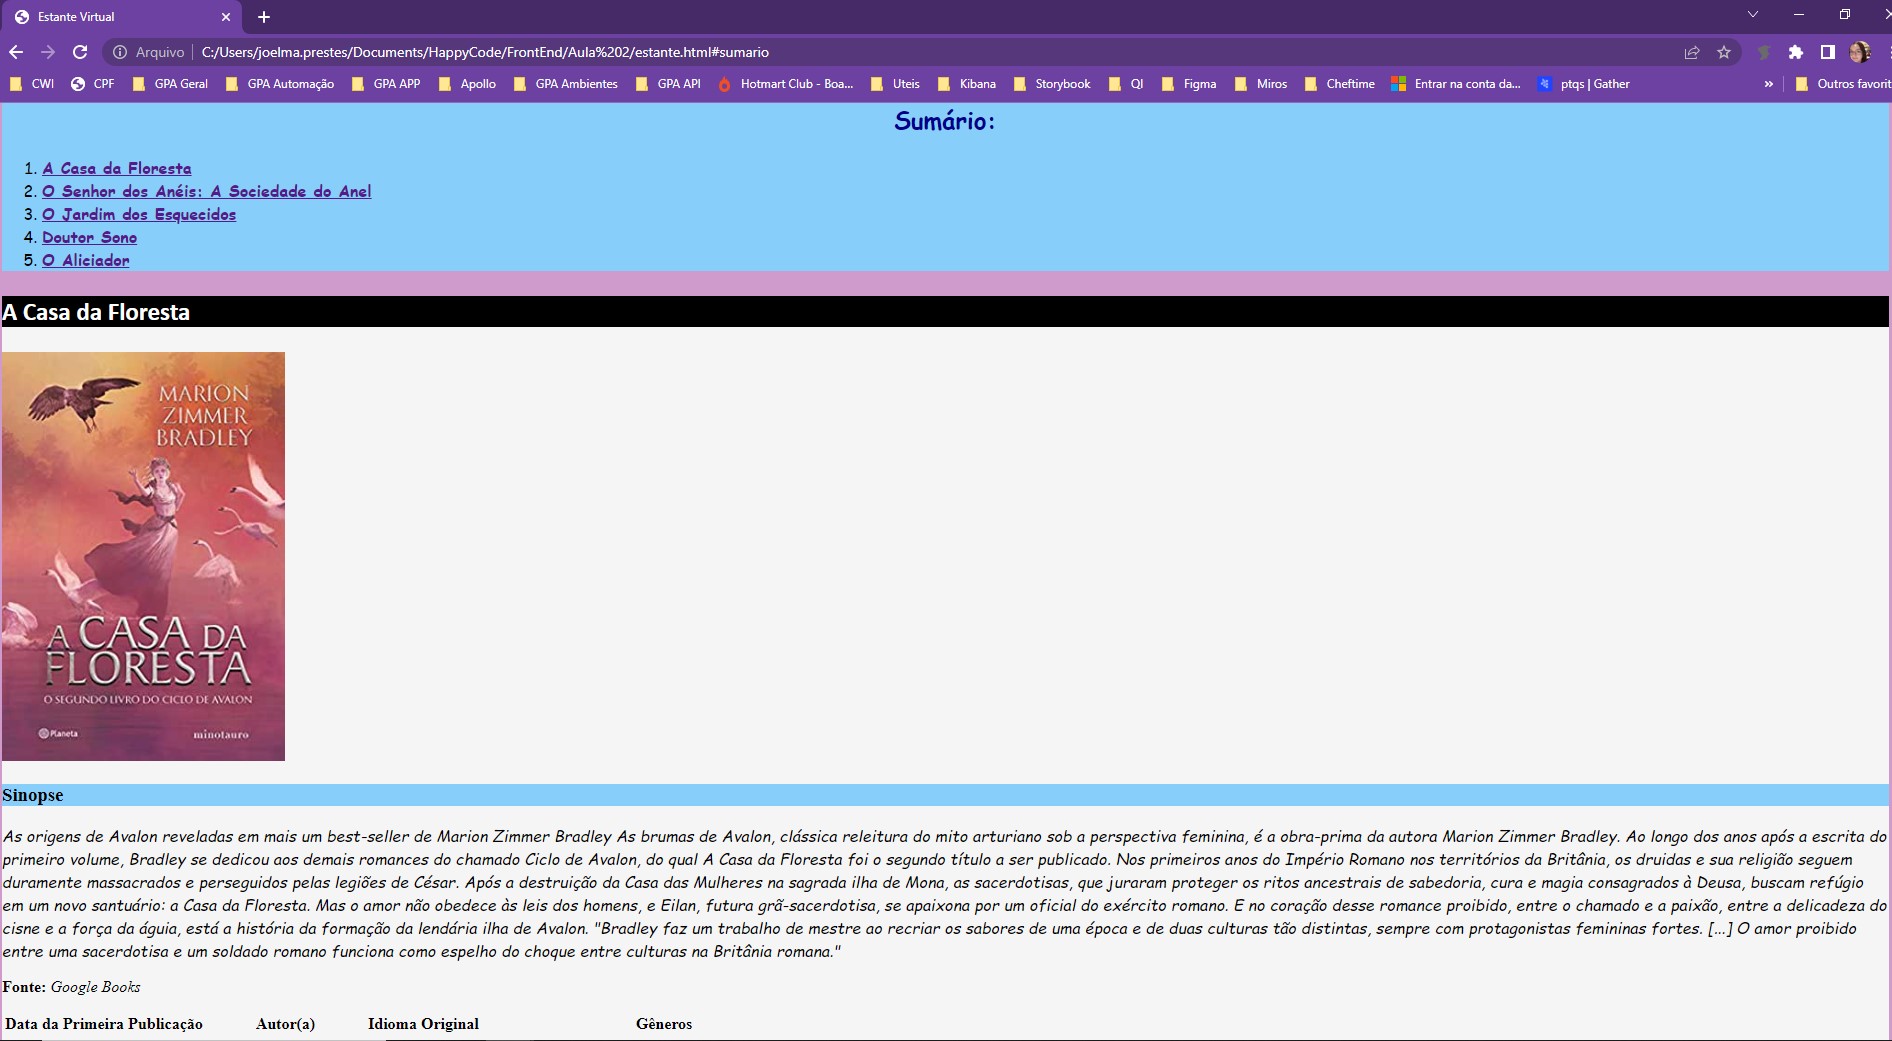 Estante Virtual
Arquivo C:/Users/joelma.prestes/Documents/HappyCode/FrontEnd/Aula%202/estante.html#sumario
CWI CPF GPA Geral GPA Automação GPA APP Apollo GPA Ambientes GPA API Hotmart Club - Boa... Uteis Kibana Storybook QI Figma Miros Cheftime Entrar na conta da... ptqs | Gather » Outros favorit
Sumário:
1. A Casa da Floresta
2. O Senhor dos Anéis: A Sociedade do Anel
3. O Jardim dos Esquecidos
4. Doutor Sono
5. O Aliciador
A Casa da Floresta
MARION
ZIMMER
BRADLEY
A CASA DA
FLORESTA
O SEGUNDO LIVRO DO CICLO DE AVALON
Planeta minotauro
Sinopse
As origens de Avalon reveladas em mais um best-seller de Marion Zimmer Bradley As brumas de Avalon, clássica releitura do mito arturiano sob a perspectiva feminina, é a obra-prima da autora Marion Zimmer Bradley. Ao longo dos anos após a escrita do
primeiro volume, Bradley se dedicou aos demais romances do chamado Ciclo de Avalon, do qual A Casa da Floresta foi o segundo título a ser publicado. Nos primeiros anos do Império Romano nos territórios da Britânia, os druidas e sua religião seguem
duramente massacrados e perseguidos pelas legiões de César. Após a destruição da Casa das Mulheres na sagrada ilha de Mona, as sacerdotisas, que juraram proteger os ritos ancestrais de sabedoria, cura e magia consagrados à Deusa, buscam refúgio
em um novo santuário: a Casa da Floresta. Mas o amor não obedece às leis dos homens, e Eilan, futura grã-sacerdotisa, se apaixona por um oficial do exército romano. E no coração desse romance proibido, entre o chamado e a paixão, entre a delicadeza do
cisne e a força da águia, está a história da formação da lendária ilha de Avalon. "Bradley faz um trabalho de mestre ao recriar os sabores de uma época e de duas culturas tão distintas, sempre com protagonistas femininas fortes. [...] O amor proibido
entre uma sacerdotisa e um soldado romano funciona como espelho do choque entre culturas na Britânia romana."
Fonte: Google Books
Data da Primeira Publicação Autor(a) Idioma Original Gêneros